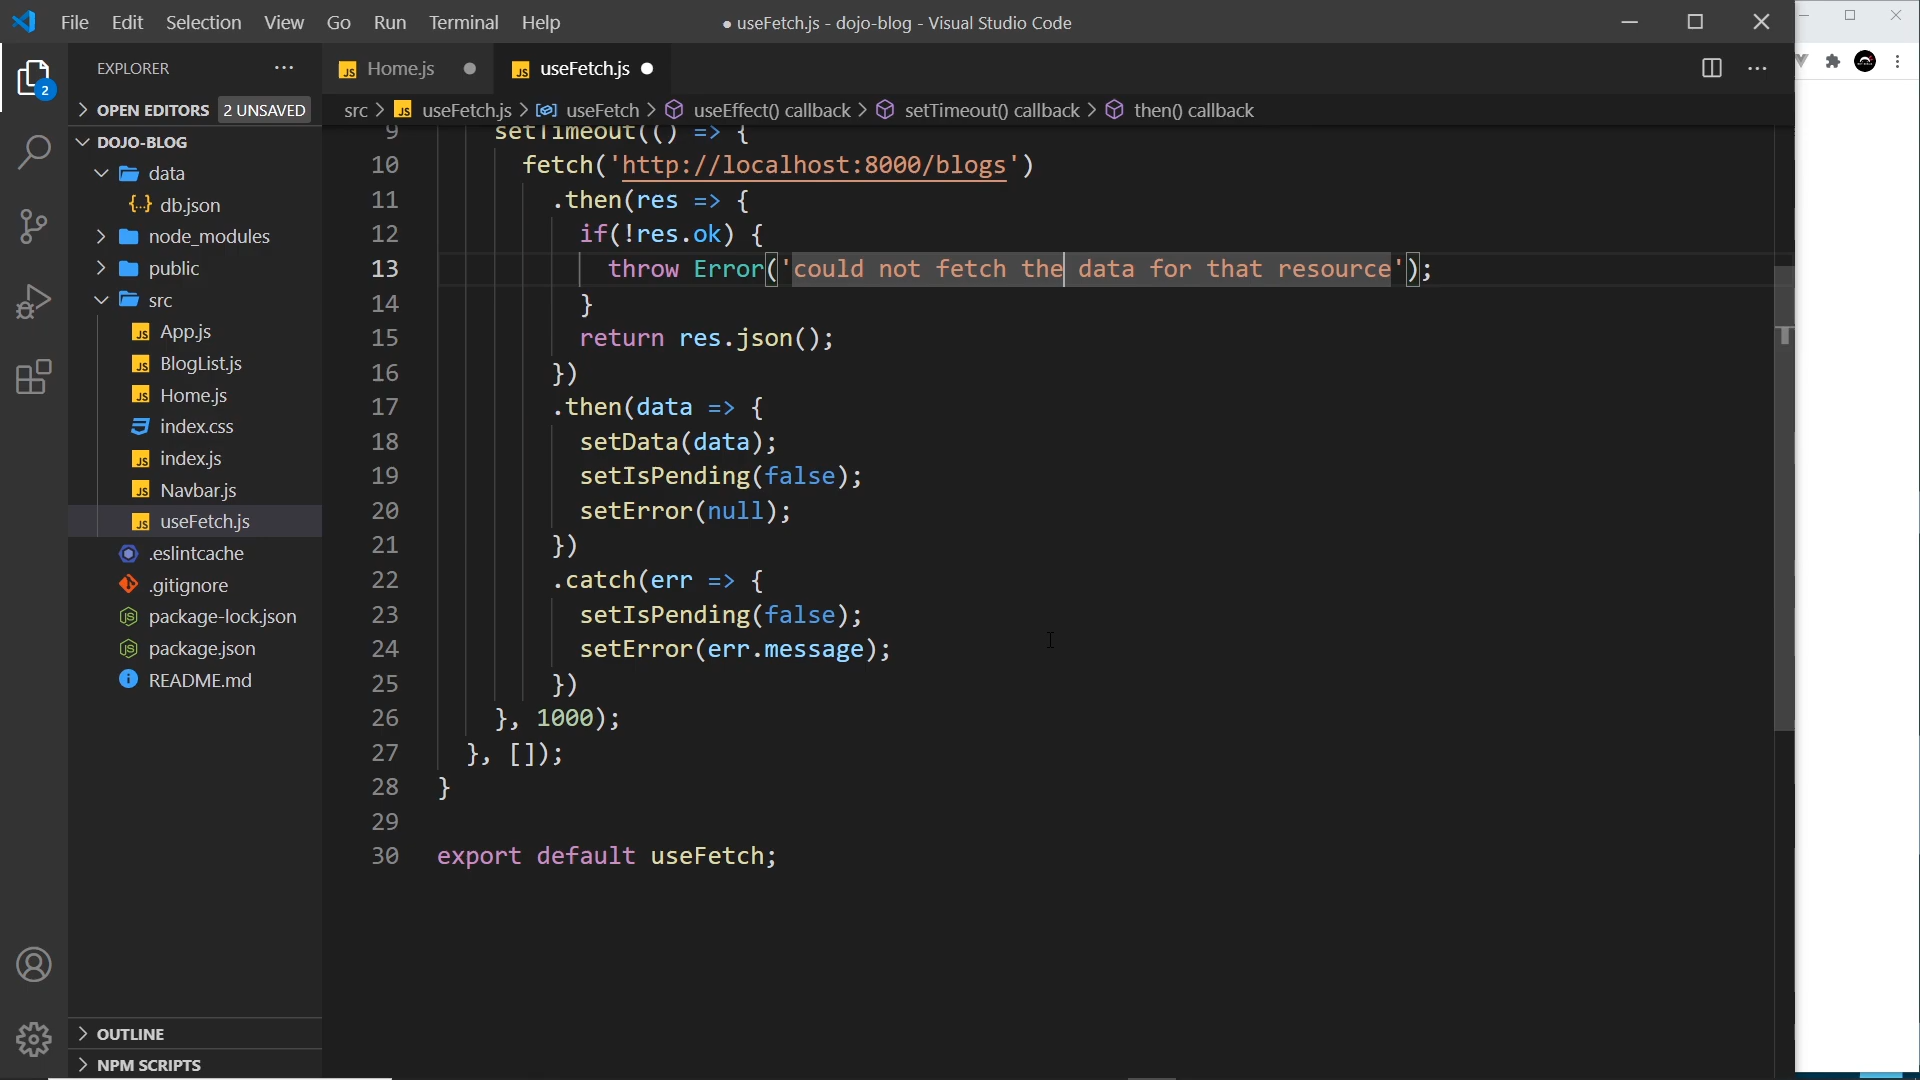 File Edit Selection View Go Run Terminal Help
● useFetch.js - dojo-blog - Visual Studio Code
EXPLORER
OPEN EDITORS 2 UNSAVED
DOJO-BLOG
data
db.json
node_modules
public
src
App.js
BlogList.js
Home.js
index.css
index.js
Navbar.js
useFetch.js
.eslintcache
.gitignore
package-lock.json
package.json
README.md
OUTLINE
NPM SCRIPTS
2
Home.js ●
useFetch.js ●
src > useFetch.js > useFetch > useEffect() callback > setTimeout() callback > then() callback
9 setTimeout(() => {
10 fetch('http://localhost:8000/blogs')
11 .then(res => {
12 if(!res.ok) {
13 throw Error('could not fetch the data for that resource');
14 }
15 return res.json();
16 })
17 .then(data => {
18 setData(data);
19 setIsPending(false);
20 setError(null);
21 })
22 .catch(err => {
23 setIsPending(false);
24 setError(err.message);
25 })
26 }, 1000);
27 }, []);
28 }
29
30 export default useFetch;